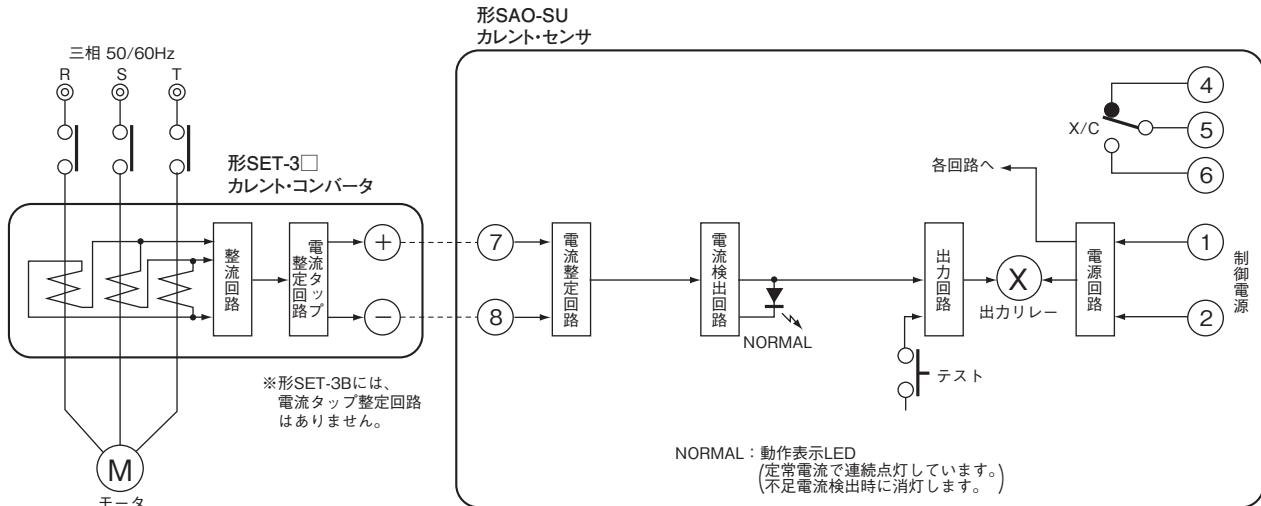 形SAO-SU
カレント・センサ
三相 50/60Hz
R
S
T
形SET-3□
カレント・コンバータ
整流回路
電流タップ
整定回路
+
−
※形SET-3Bには、
電流タップ整定回路
はありません。
M
モータ
7
8
電流整定回路
電流検出回路
NORMAL
出力回路
テスト
X
出力リレー
各回路へ
電源回路
X/C
4
5
6
1
2
制御電源
NORMAL:動作表示LED
(定常電流で連続点灯しています。
不足電流検出時に消灯します。)